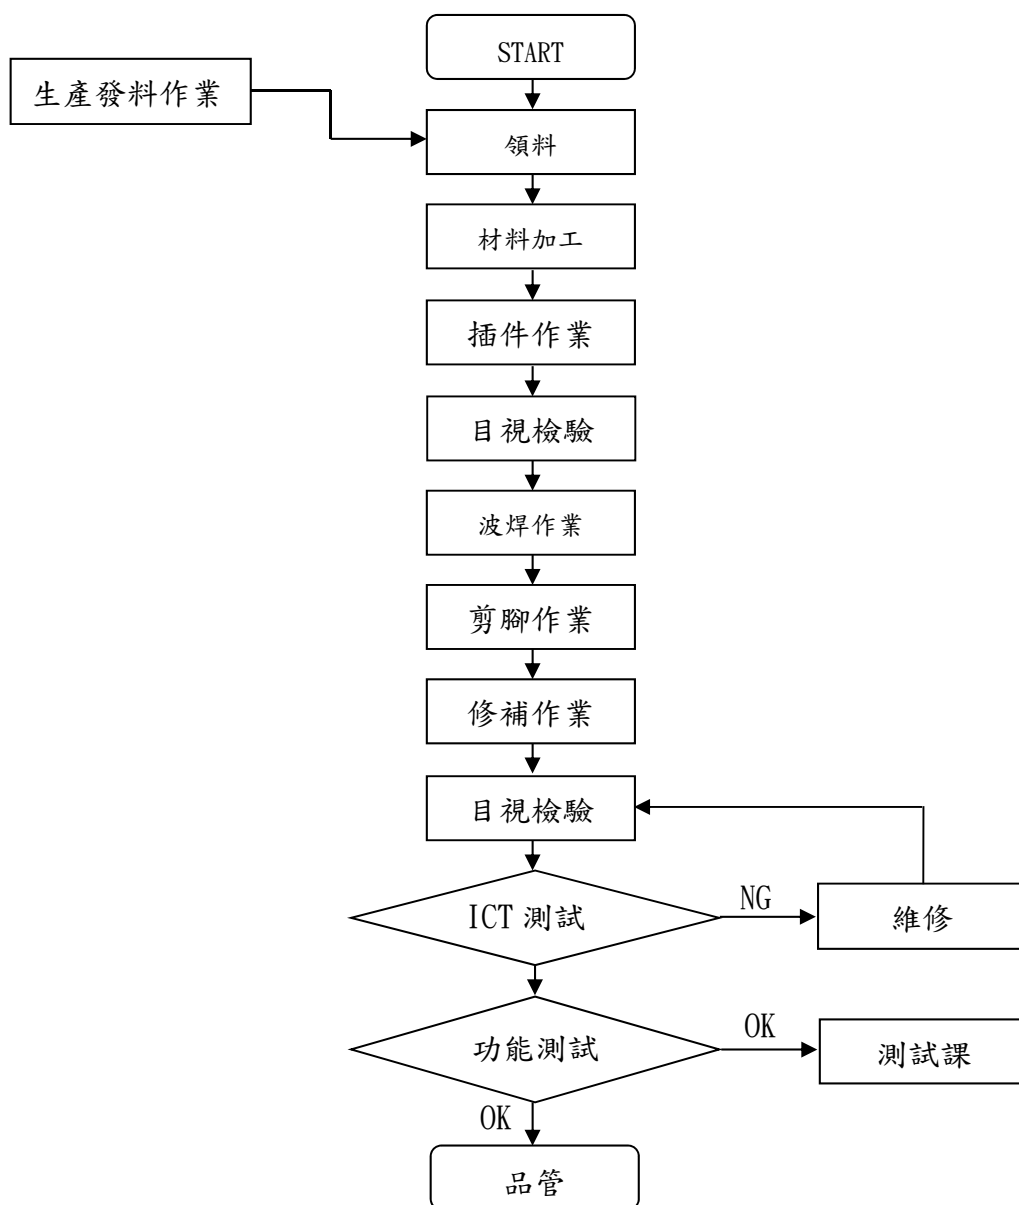 START
生產發料作業
領料
材料加工
插件作業
目視檢驗
波焊作業
剪腳作業
修補作業
目視檢驗
ICT 測試
NG
維修
功能測試
OK
測試課
OK
品管